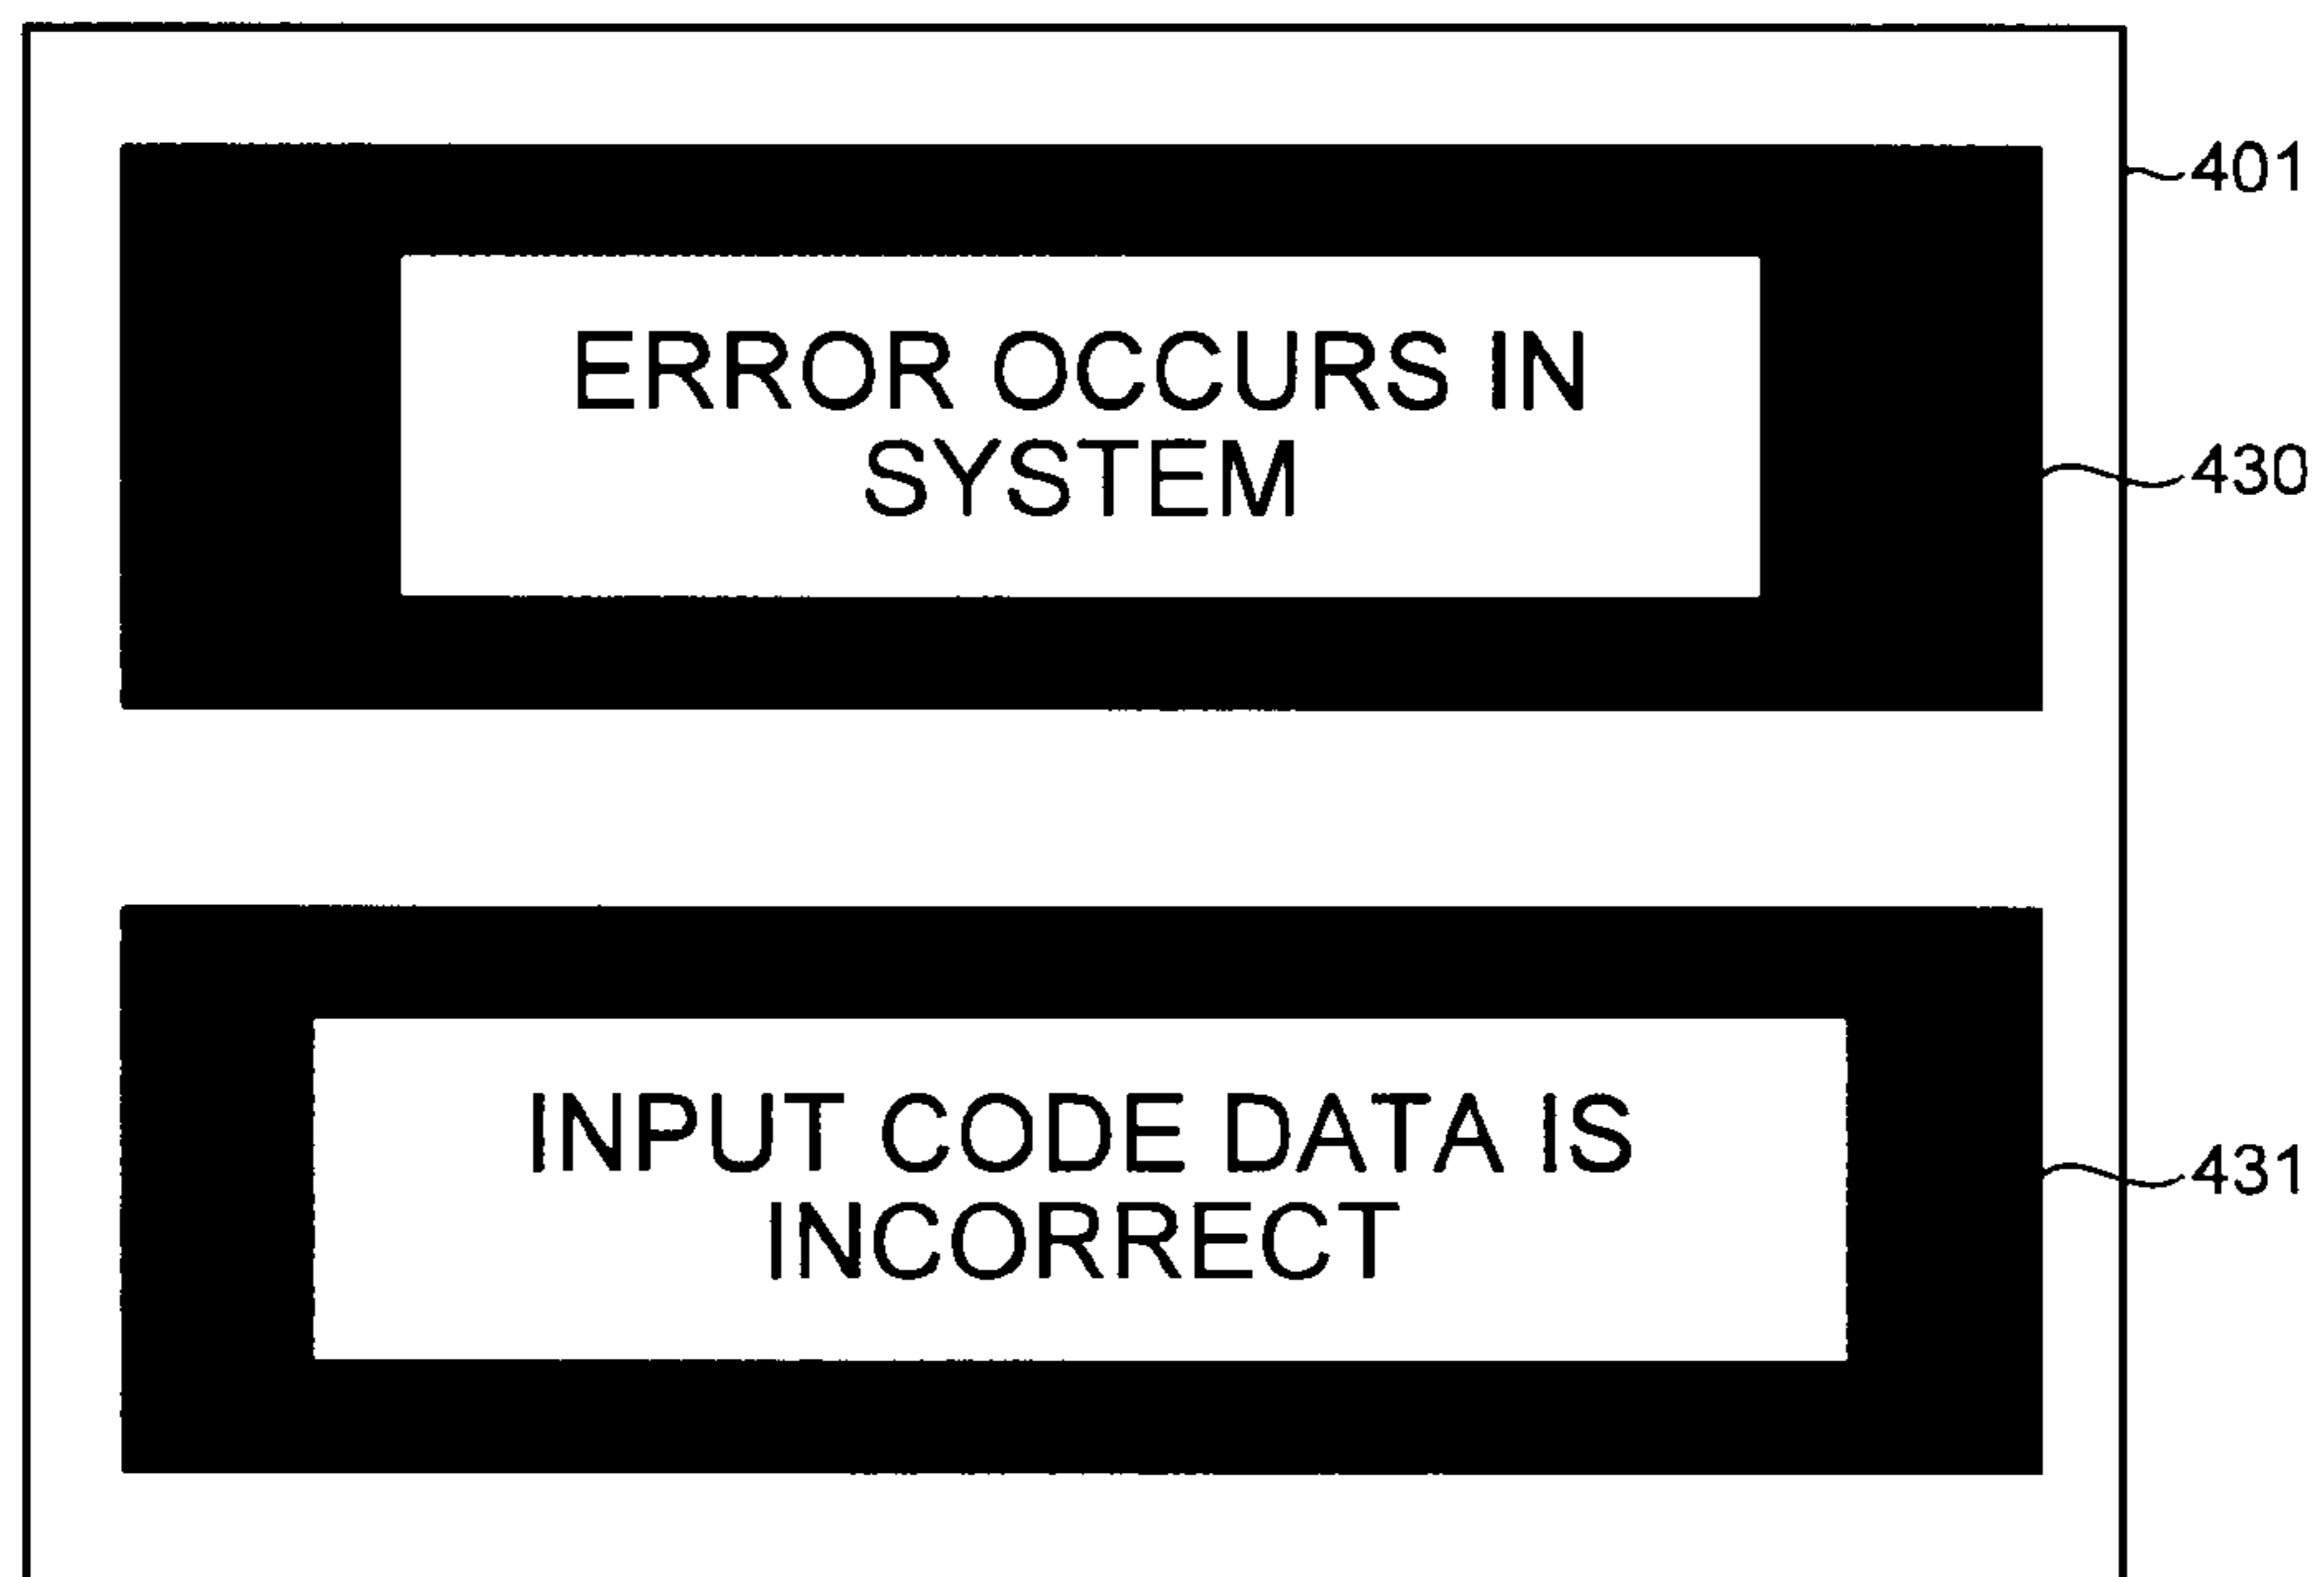 401
ERROR OCCURS IN
SYSTEM
430
INPUT CODE DATA IS
INCORRECT
431